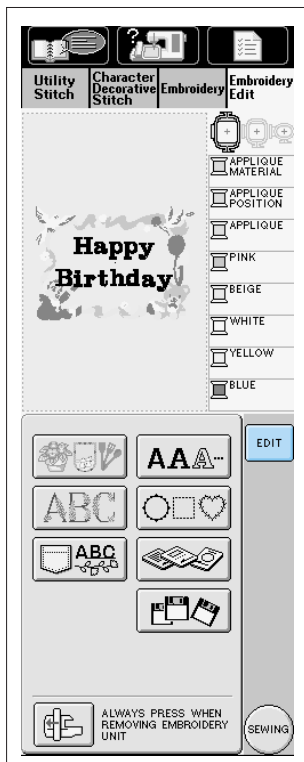 Utility
Stitch
Character
Decorative
Stitch
Embroidery
Embroidery
Edit
APPLIQUE
MATERIAL
APPLIQUE
POSITION
APPLIQUE
PINK
BEIGE
WHITE
YELLOW
BLUE
Happy
Birthday
EDIT
AAA
ABC
ABC
ALWAYS PRESS WHEN
REMOVING EMBROIDERY
UNIT
SEWING